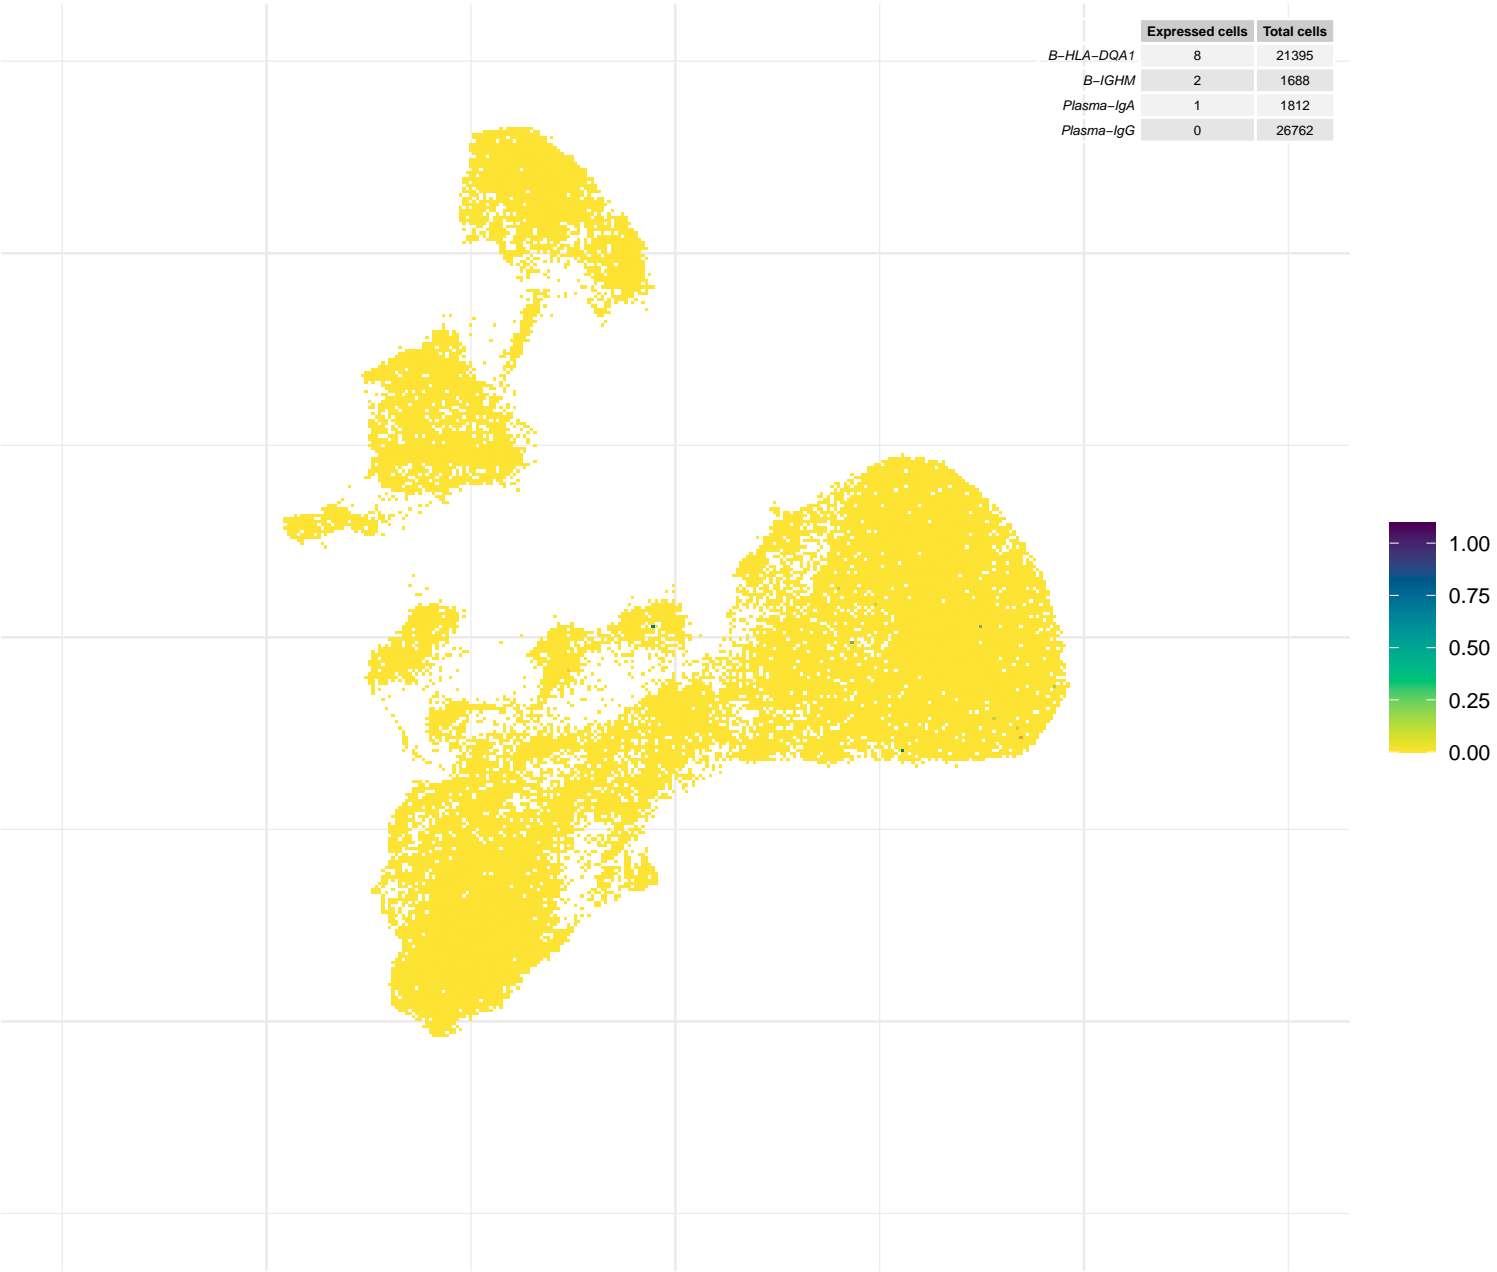 Expressed cells Total cells
B−HLA−DQA1 8 21395
B−IGHM 2 1688
Plasma−IgA 1 1812
Plasma−IgG 0 26762
1.00
0.75
0.50
0.25
0.00